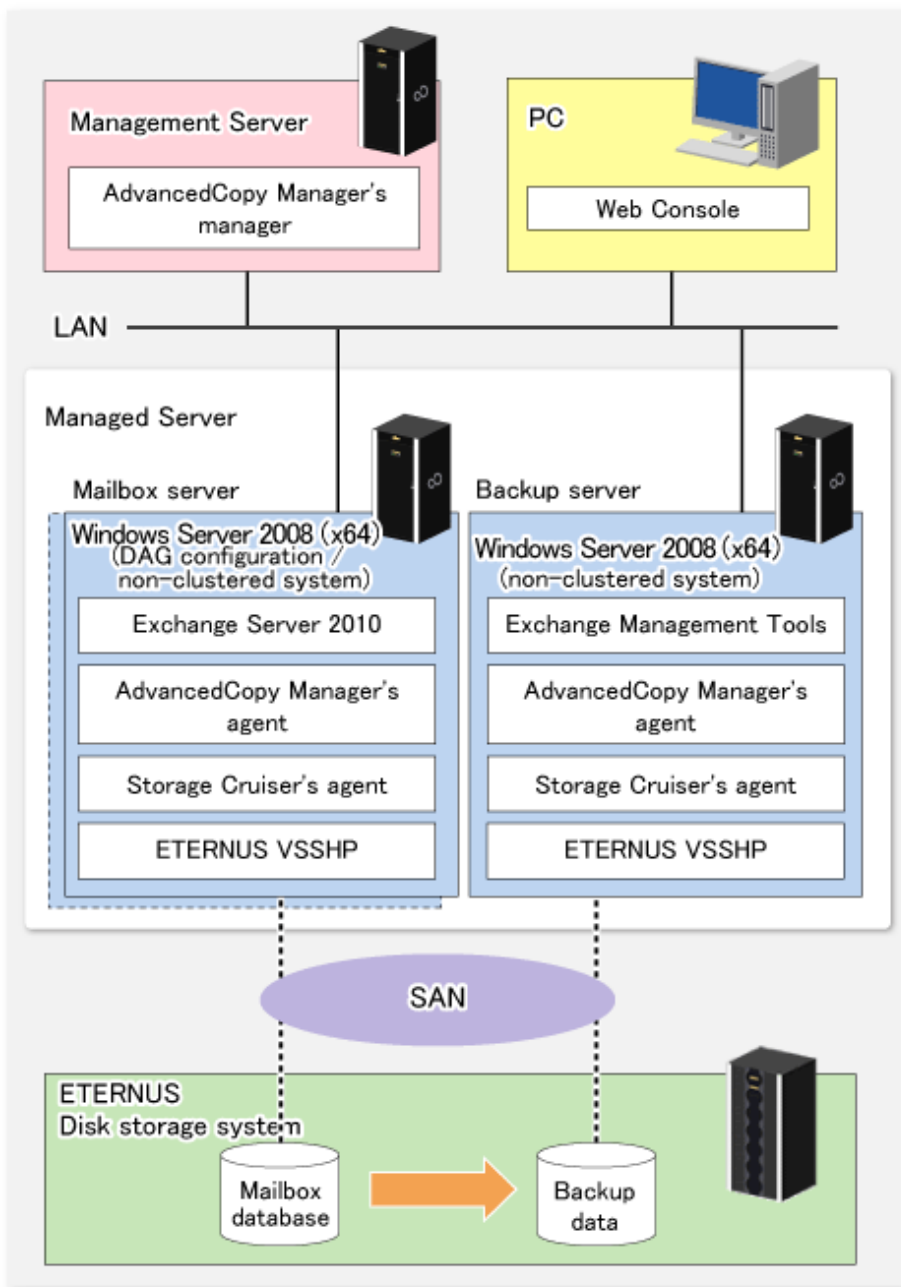 Management Server
AdvancedCopy Manager's
manager
PC
Web Console
LAN
Managed Server
Mailbox server
Windows Server 2008 (x64)
(DAG configuration /
non-clustered system)
Exchange Server 2010
AdvancedCopy Manager's
agent
Storage Cruiser's agent
ETERNUS VSSHP
Backup server
Windows Server 2008 (x64)
(non-clustered system)
Exchange Management Tools
AdvancedCopy Manager's
agent
Storage Cruiser's agent
ETERNUS VSSHP
SAN
ETERNUS
Disk storage system
Mailbox
database
Backup
data